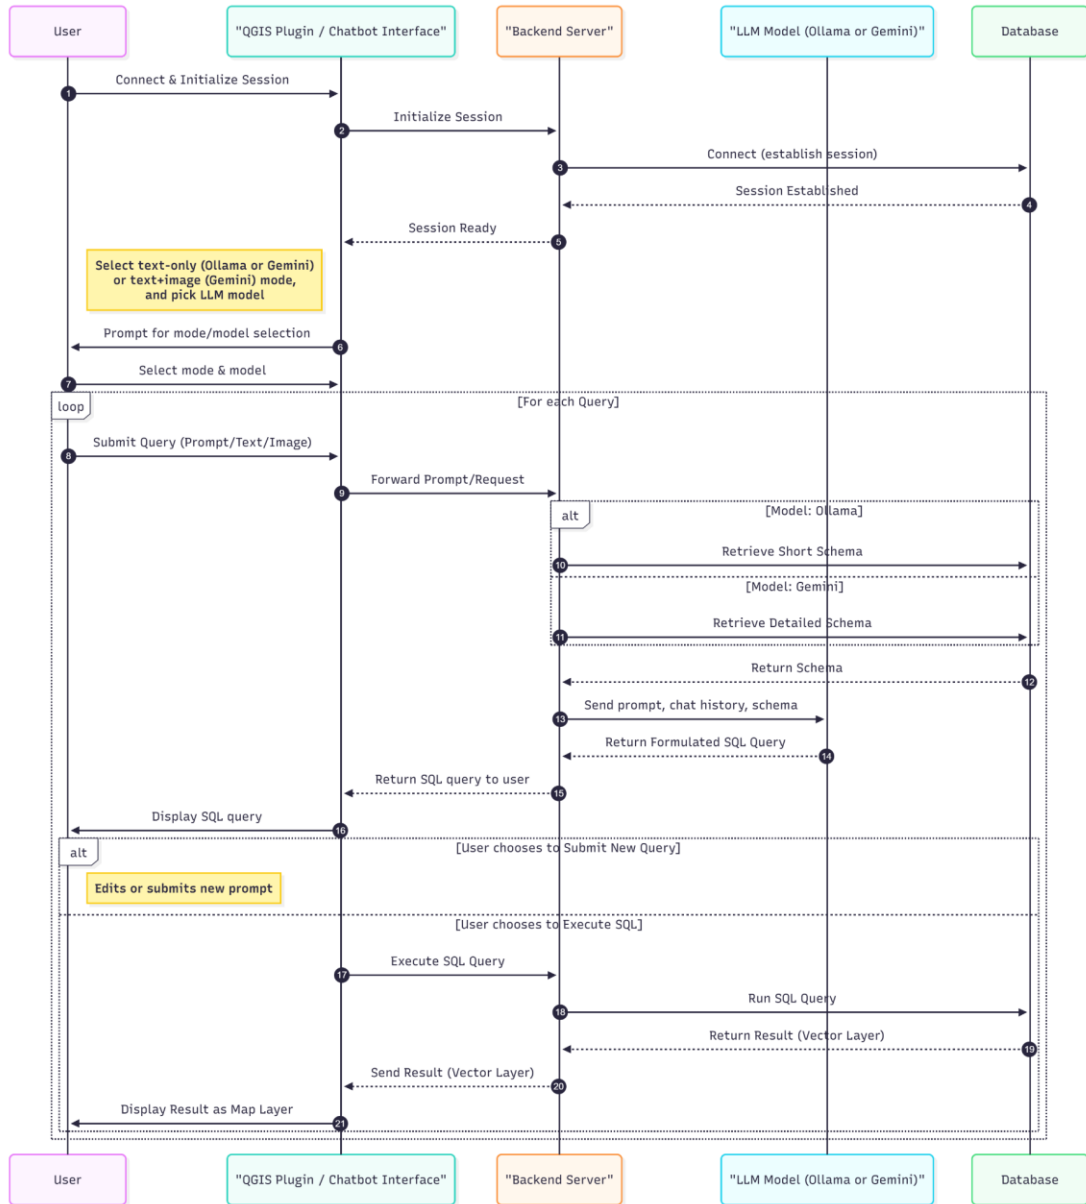 User
"QGIS Plugin / Chatbot Interface"
"Backend Server"
"LLM Model (Ollama or Gemini)"
Database
Connect & Initialize Session
1
Initialize Session
2
Connect (establish session)
3
Session Established
4
Session Ready
5
Select text-only (Ollama or Gemini)
or text+image (Gemini) mode,
and pick LLM model
Prompt for mode/model selection
6
Select mode & model
7
loop
[For each Query]
Submit Query (Prompt/Text/Image)
8
Forward Prompt/Request
9
alt
[Model: Ollama]
Retrieve Short Schema
10
[Model: Gemini]
Retrieve Detailed Schema
11
Return Schema
12
Send prompt, chat history, schema
13
Return Formulated SQL Query
14
Return SQL query to user
15
Display SQL query
16
alt
[User chooses to Submit New Query]
Edits or submits new prompt
[User chooses to Execute SQL]
Execute SQL Query
17
Run SQL Query
18
Return Result (Vector Layer)
19
Send Result (Vector Layer)
20
Display Result as Map Layer
21
User
"QGIS Plugin / Chatbot Interface"
"Backend Server"
"LLM Model (Ollama or Gemini)"
Database